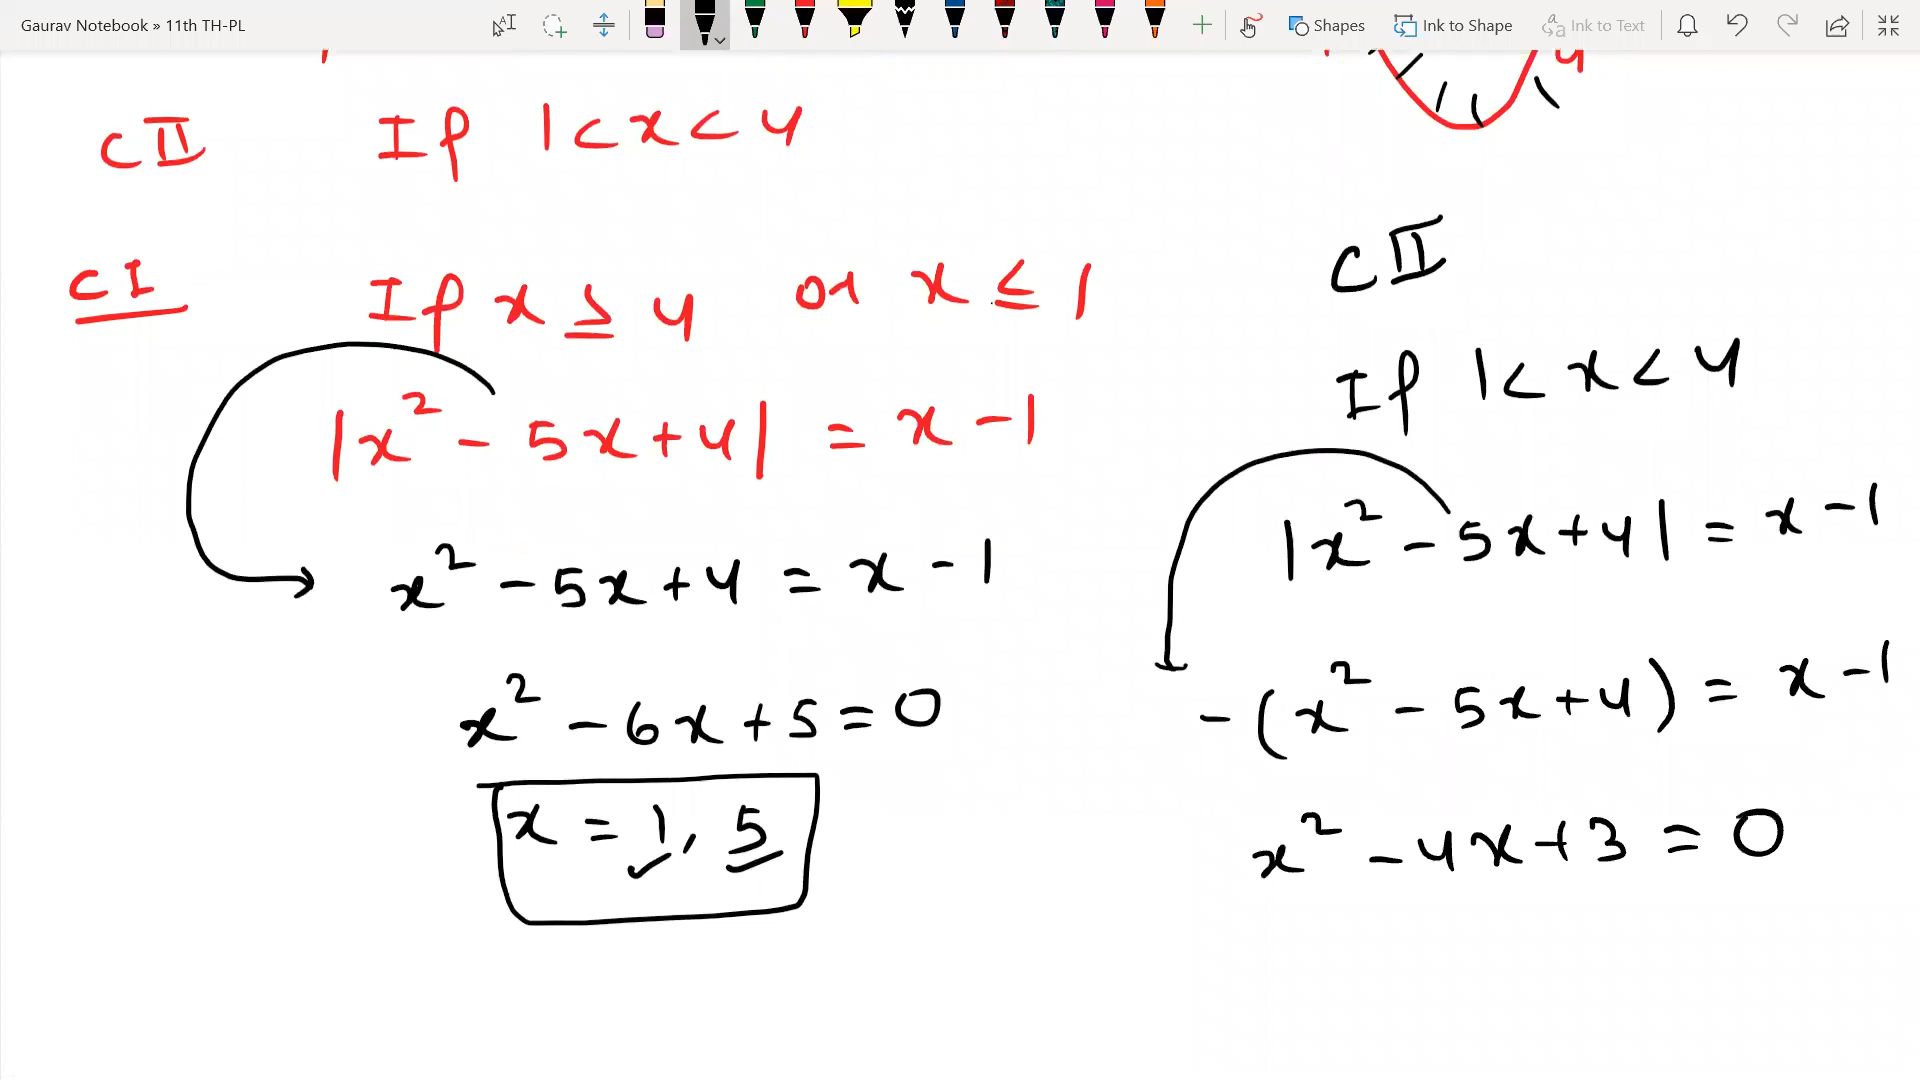 Gaurav Notebook » 11th TH-PL
Shapes
Ink to Shape
Ink to Text
4
CII If 1 < x < 4
CI If x ≥ 4 or x ≤ 1
|x² - 5x + 4| = x - 1
x² - 5x + 4 = x - 1
x² - 6x + 5 = 0
x = 1, 5
CII
If 1 < x < 4
|x² - 5x + 4| = x - 1
-(x² - 5x + 4) = x - 1
x² - 4x + 3 = 0